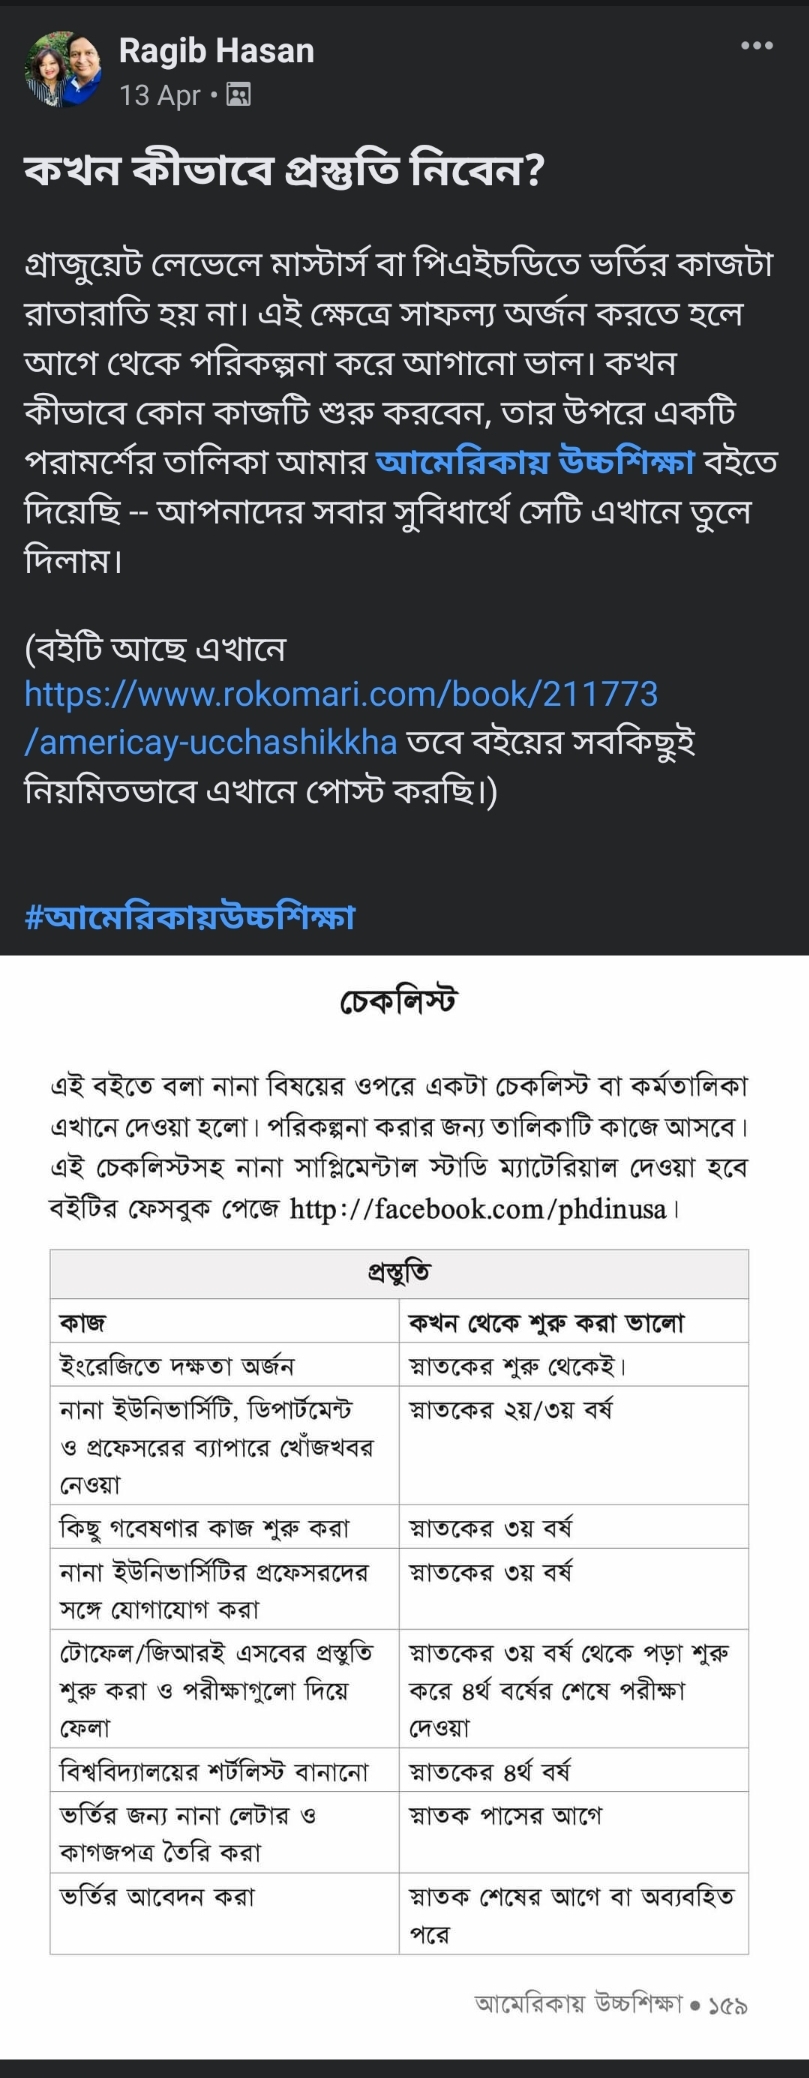 Ragib Hasan
13 Apr •
কখন কীভাবে প্রস্তুতি নিবেন?
গ্রাজুয়েট লেভেলে মাস্টার্স বা পিএইচডিতে ভর্তির কাজটা
রাতারাতি হয় না। এই ক্ষেত্রে সাফল্য অর্জন করতে হলে
আগে থেকে পরিকল্পনা করে আগানো ভাল। কখন
কীভাবে কোন কাজটি শুরু করবেন, তার উপরে একটি
পরামর্শের তালিকা আমার আমেরিকায় উচ্চশিক্ষা বইতে
দিয়েছি -- আপনাদের সবার সুবিধার্থে সেটি এখানে তুলে
দিলাম।
(বইটি আছে এখানে
https://www.rokomari.com/book/211773
/americay-ucchashikkha তবে বইয়ের সবকিছুই
নিয়মিতভাবে এখানে পোস্ট করছি।)
#আমেরিকায়উচ্চশিক্ষা
চেকলিস্ট
এই বইতে বলা নানা বিষয়ের ওপরে একটা চেকলিস্ট বা কর্মতালিকা
এখানে দেওয়া হলো। পরিকল্পনা করার জন্য তালিকাটি কাজে আসবে।
এই চেকলিস্টসহ নানা সাপ্লিমেন্টাল স্টাডি ম্যাটেরিয়াল দেওয়া হবে
বইটির ফেসবুক পেজে http://facebook.com/phdinusa।
প্রস্তুতি
কাজ কখন থেকে শুরু করা ভালো
ইংরেজিতে দক্ষতা অর্জন স্নাতকের শুরু থেকেই।
নানা ইউনিভার্সিটি, ডিপার্টমেন্ট স্নাতকের ২য়/৩য় বর্ষ
ও প্রফেসরের ব্যাপারে খোঁজখবর
নেওয়া
কিছু গবেষণার কাজ শুরু করা স্নাতকের ৩য় বর্ষ
নানা ইউনিভার্সিটির প্রফেসরদের স্নাতকের ৩য় বর্ষ
সঙ্গে যোগাযোগ করা
টোফেল/জিআরই এসবের প্রস্তুতি স্নাতকের ৩য় বর্ষ থেকে পড়া শুরু
শুরু করা ও পরীক্ষাগুলো দিয়ে করে ৪র্থ বর্ষের শেষে পরীক্ষা
ফেলা দেওয়া
বিশ্ববিদ্যালয়ের শর্টলিস্ট বানানো স্নাতকের ৪র্থ বর্ষ
ভর্তির জন্য নানা লেটার ও স্নাতক পাসের আগে
কাগজপত্র তৈরি করা
ভর্তির আবেদন করা স্নাতক শেষের আগে বা অব্যবহিত
পরে
আমেরিকায় উচ্চশিক্ষা ● ১৫৯